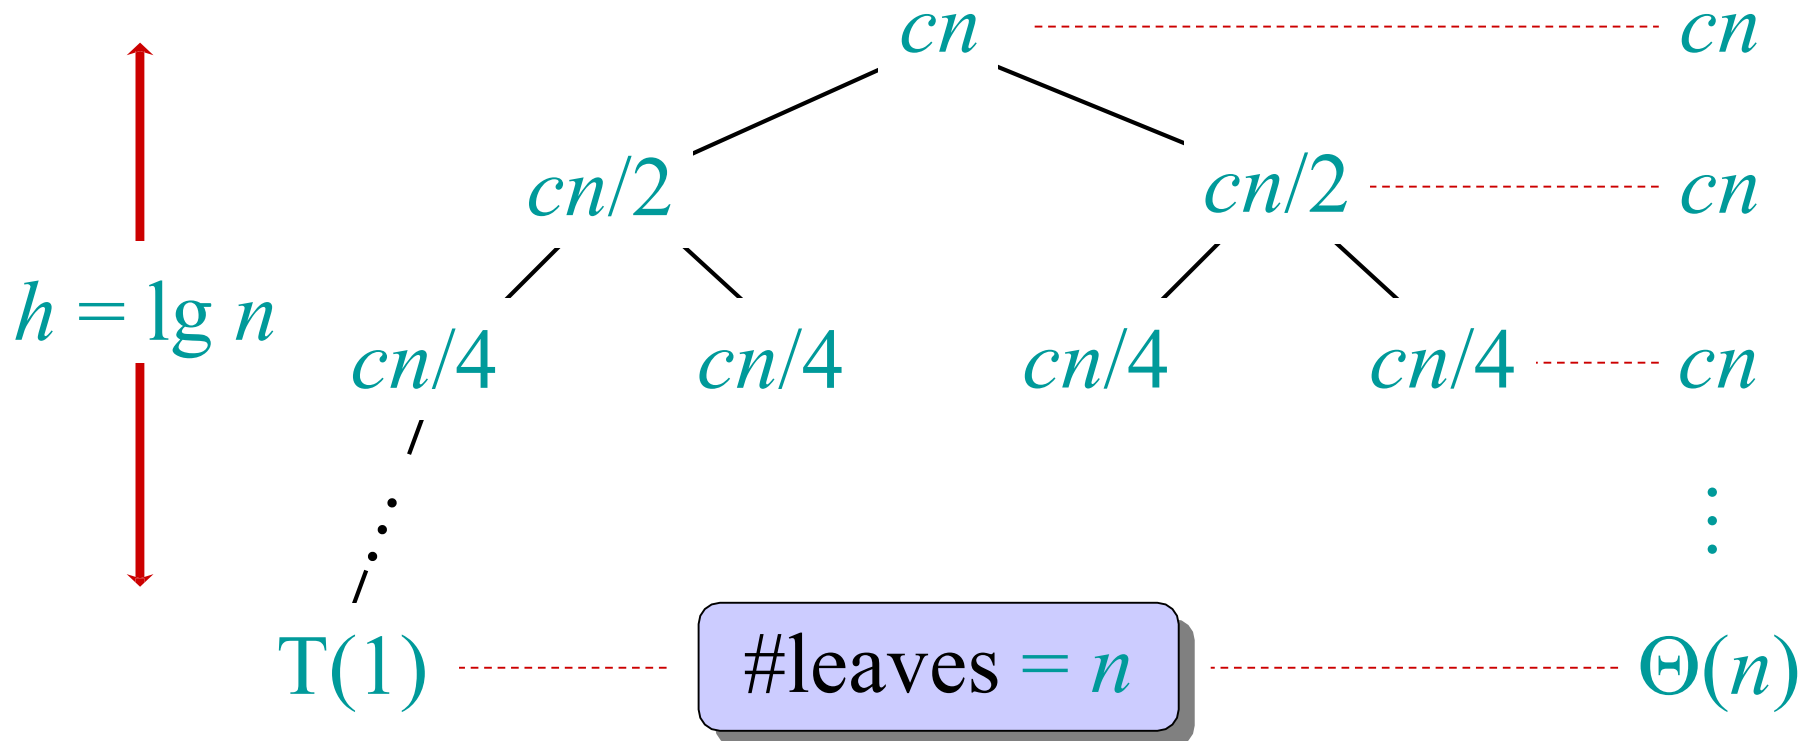 cn cn
cn/2 cn/2 cn
h = lg n
cn/4 cn/4 cn/4 cn/4 cn
T(1) #leaves = n Θ(n)